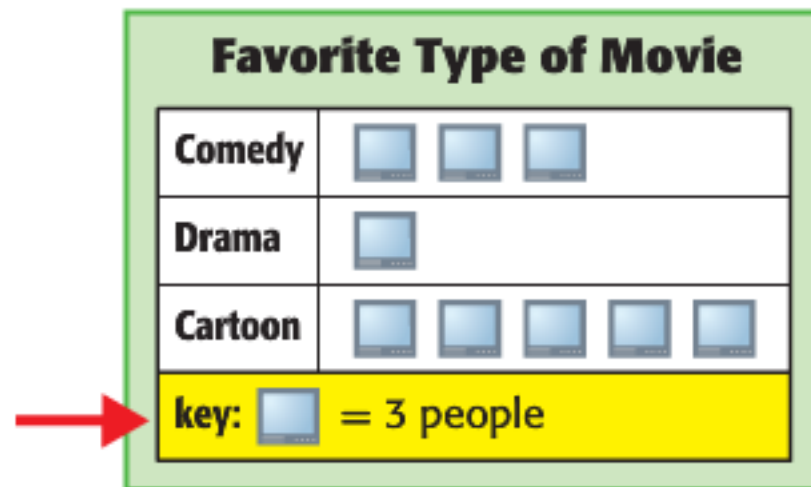 Favorite Type of Movie
Comedy
Drama
Cartoon
key: = 3 people